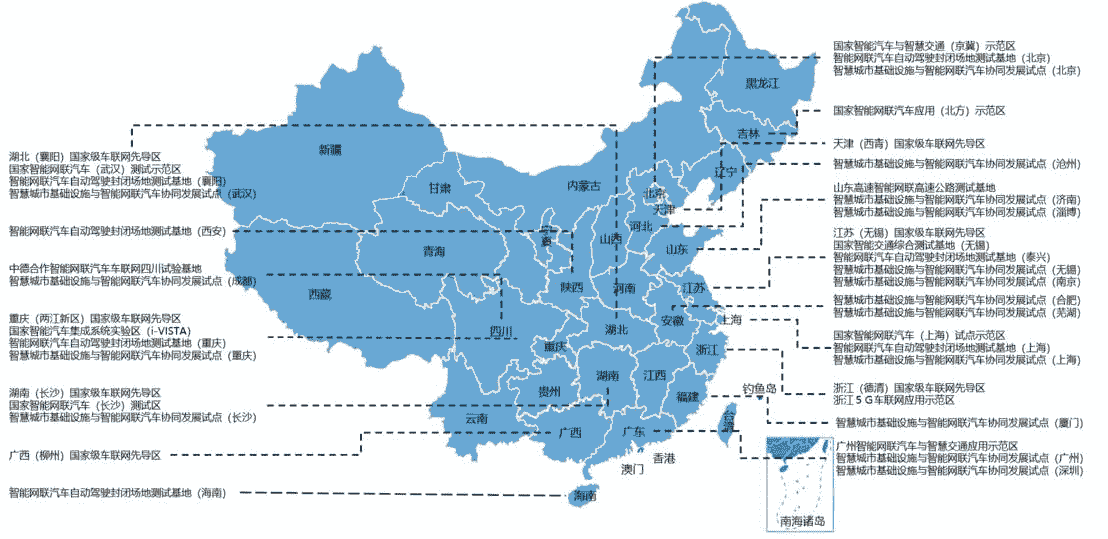 国家智能汽车与智慧交通（京冀）示范区
智能网联汽车自动驾驶封闭场地测试基地（北京）
智慧城市基础设施与智能网联汽车协同发展试点（北京）
国家智能网联汽车应用（北方）示范区
天津（西青）国家级车联网先导区
智慧城市基础设施与智能网联汽车协同发展试点（沧州）
山东高速智能网联高速公路测试基地
智慧城市基础设施与智能网联汽车协同发展试点（济南）
智慧城市基础设施与智能网联汽车协同发展试点（淄博）
江苏（无锡）国家级车联网先导区
国家智能交通综合测试基地（无锡）
智能网联汽车自动驾驶封闭场地测试基地（泰兴）
智慧城市基础设施与智能网联汽车协同发展试点（无锡）
智慧城市基础设施与智能网联汽车协同发展试点（南京）
智慧城市基础设施与智能网联汽车协同发展试点（合肥）
智慧城市基础设施与智能网联汽车协同发展试点（芜湖）
国家智能网联汽车（上海）试点示范区
智能网联汽车自动驾驶封闭场地测试基地（上海）
智慧城市基础设施与智能网联汽车协同发展试点（上海）
浙江（德清）国家级车联网先导区
浙江5G车联网应用示范区
智慧城市基础设施与智能网联汽车协同发展试点（厦门）
广州智能网联汽车与智慧交通应用示范区
智慧城市基础设施与智能网联汽车协同发展试点（广州）
智慧城市基础设施与智能网联汽车协同发展试点（深圳）
湖北（襄阳）国家级车联网先导区
国家智能网联汽车（武汉）测试示范区
智能网联汽车自动驾驶封闭场地测试基地（襄阳）
智慧城市基础设施与智能网联汽车协同发展试点（武汉）
智能网联汽车自动驾驶封闭场地测试基地（西安）
中德合作智能网联汽车车联网四川试验基地
智慧城市基础设施与智能网联汽车协同发展试点（成都）
重庆（两江新区）国家级车联网先导区
国家智能汽车集成系统实验区（i-VISTA）
智能网联汽车自动驾驶封闭场地测试基地（重庆）
智慧城市基础设施与智能网联汽车协同发展试点（重庆）
湖南（长沙）国家级车联网先导区
国家智能网联汽车（长沙）测试区
智慧城市基础设施与智能网联汽车协同发展试点（长沙）
广西（柳州）国家级车联网先导区
智能网联汽车自动驾驶封闭场地测试基地（海南）
黑龙江
吉林
辽宁
新疆
甘肃
内蒙古
北京
天津
河北
山西
山东
宁夏
青海
陕西
河南
江苏
西藏
安徽
上海
四川
湖北
重庆
浙江
湖南
江西
贵州
福建
钓鱼岛
云南
广西
广东
台湾
香港
澳门
海南
南海诸岛